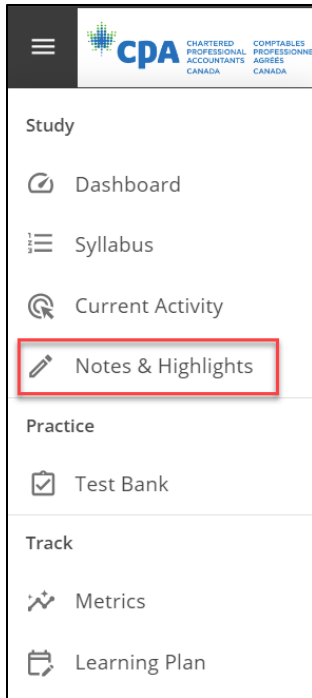 CPA
CHARTERED PROFESSIONAL ACCOUNTANTS CANADA
COMPTABLES PROFESSIONNE AGRÉÉS CANADA
Study
Dashboard
Syllabus
Current Activity
Notes & Highlights
Practice
Test Bank
Track
Metrics
Learning Plan